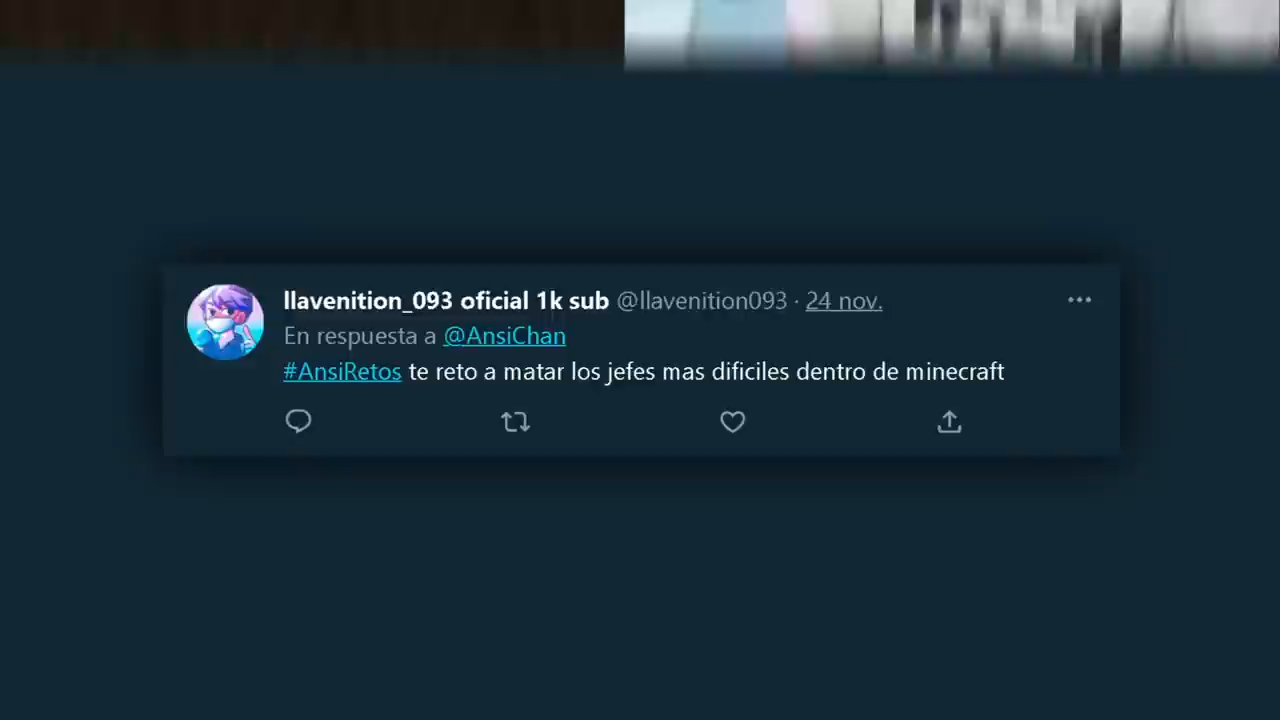 llavenition_093 oficial 1k sub @llavenition093 · 24 nov.
En respuesta a @AnsiChan
#AnsiRetos te reto a matar los jefes mas dificiles dentro de minecraft